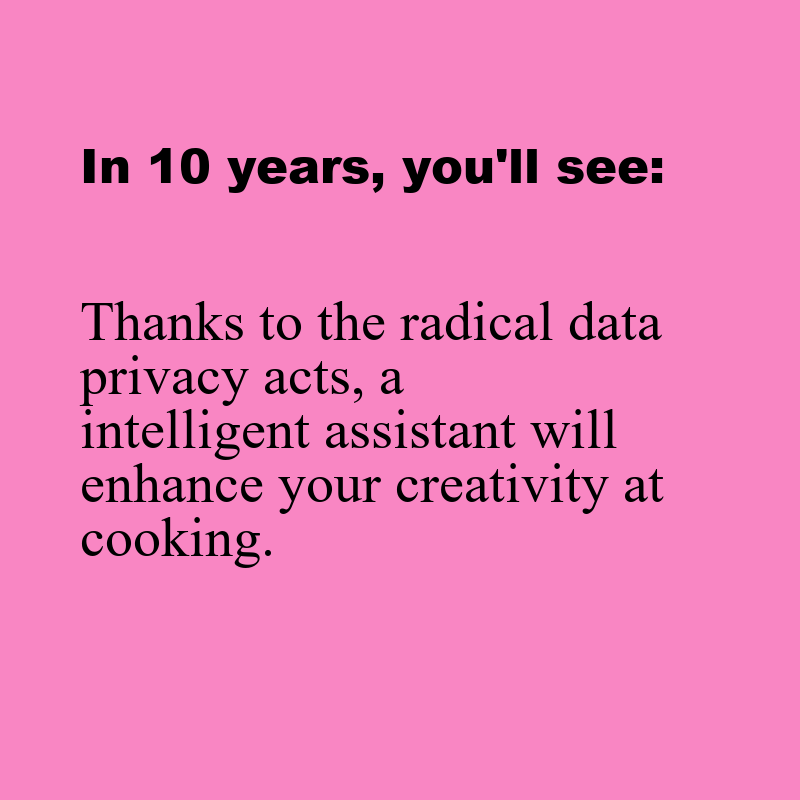 In 10 years, you'll see:
Thanks to the radical data
privacy acts, a
intelligent assistant will
enhance your creativity at
cooking.